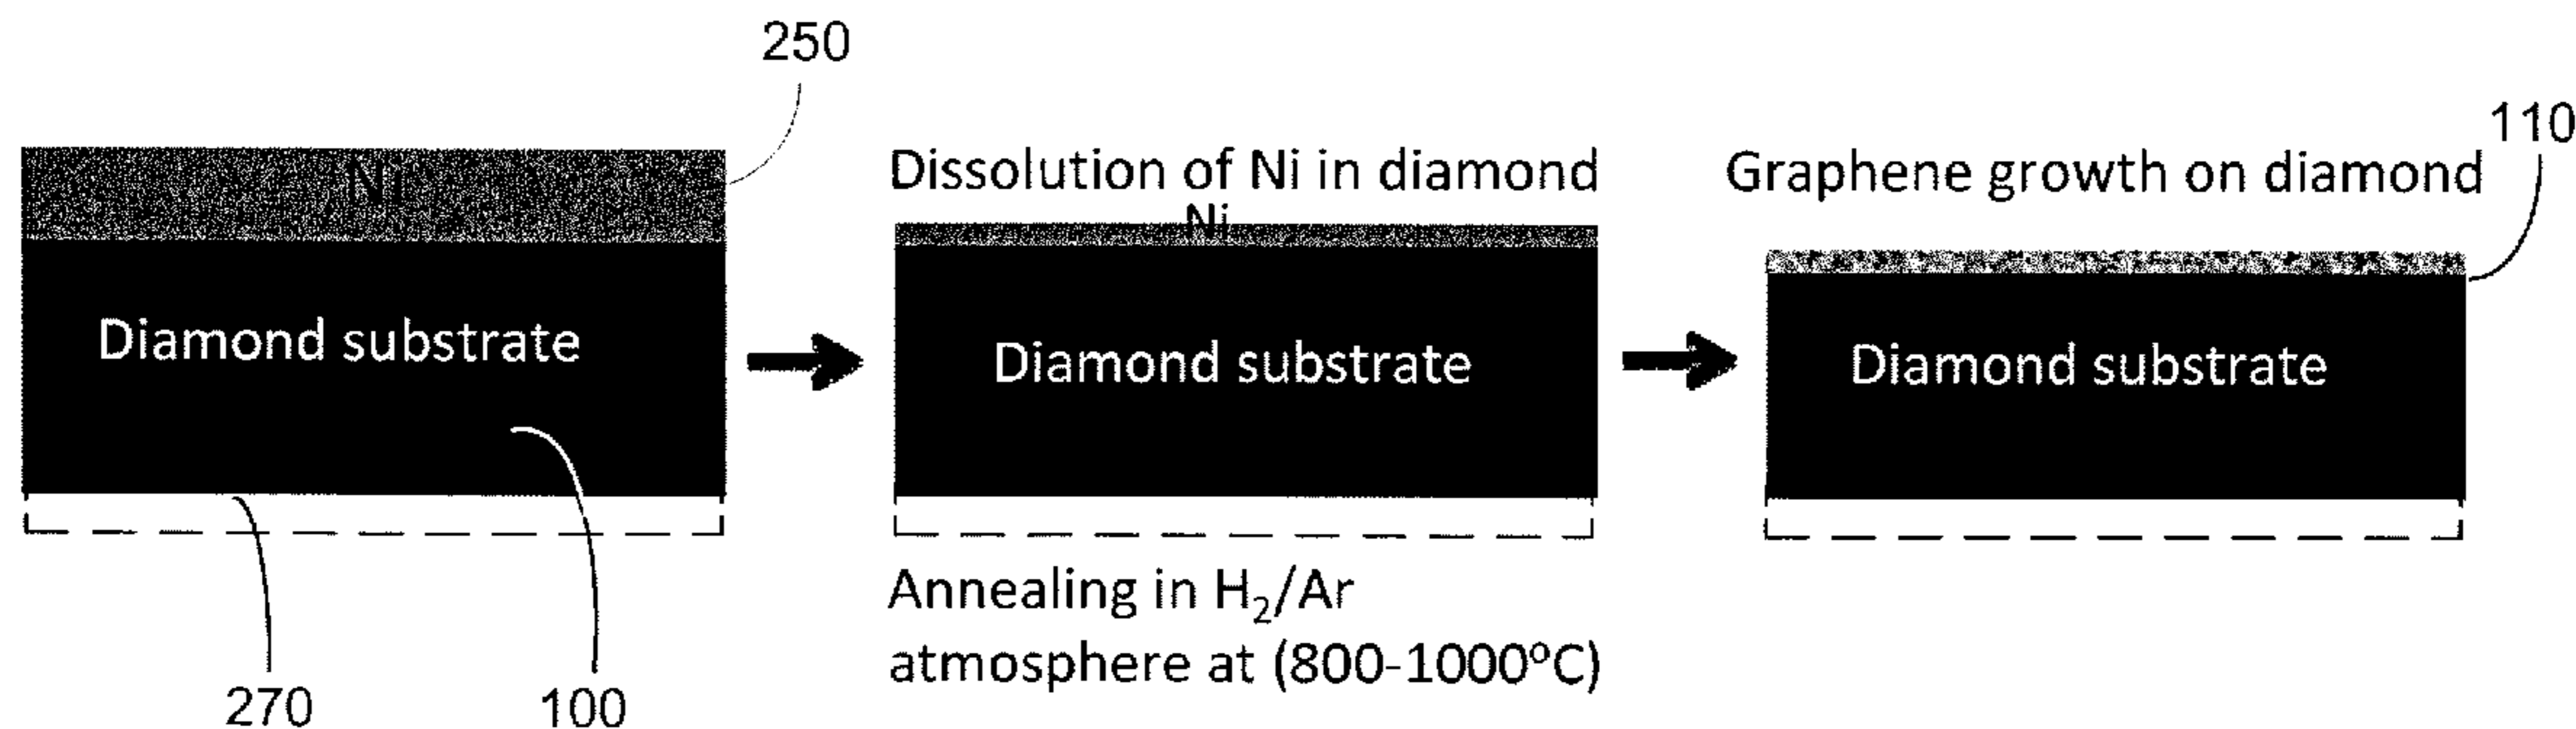 250
Ni
Diamond substrate
270
100
Dissolution of Ni in diamond
Ni
Diamond substrate
Annealing in H₂/Ar
atmosphere at (800-1000°C)
Graphene growth on diamond
110
Diamond substrate